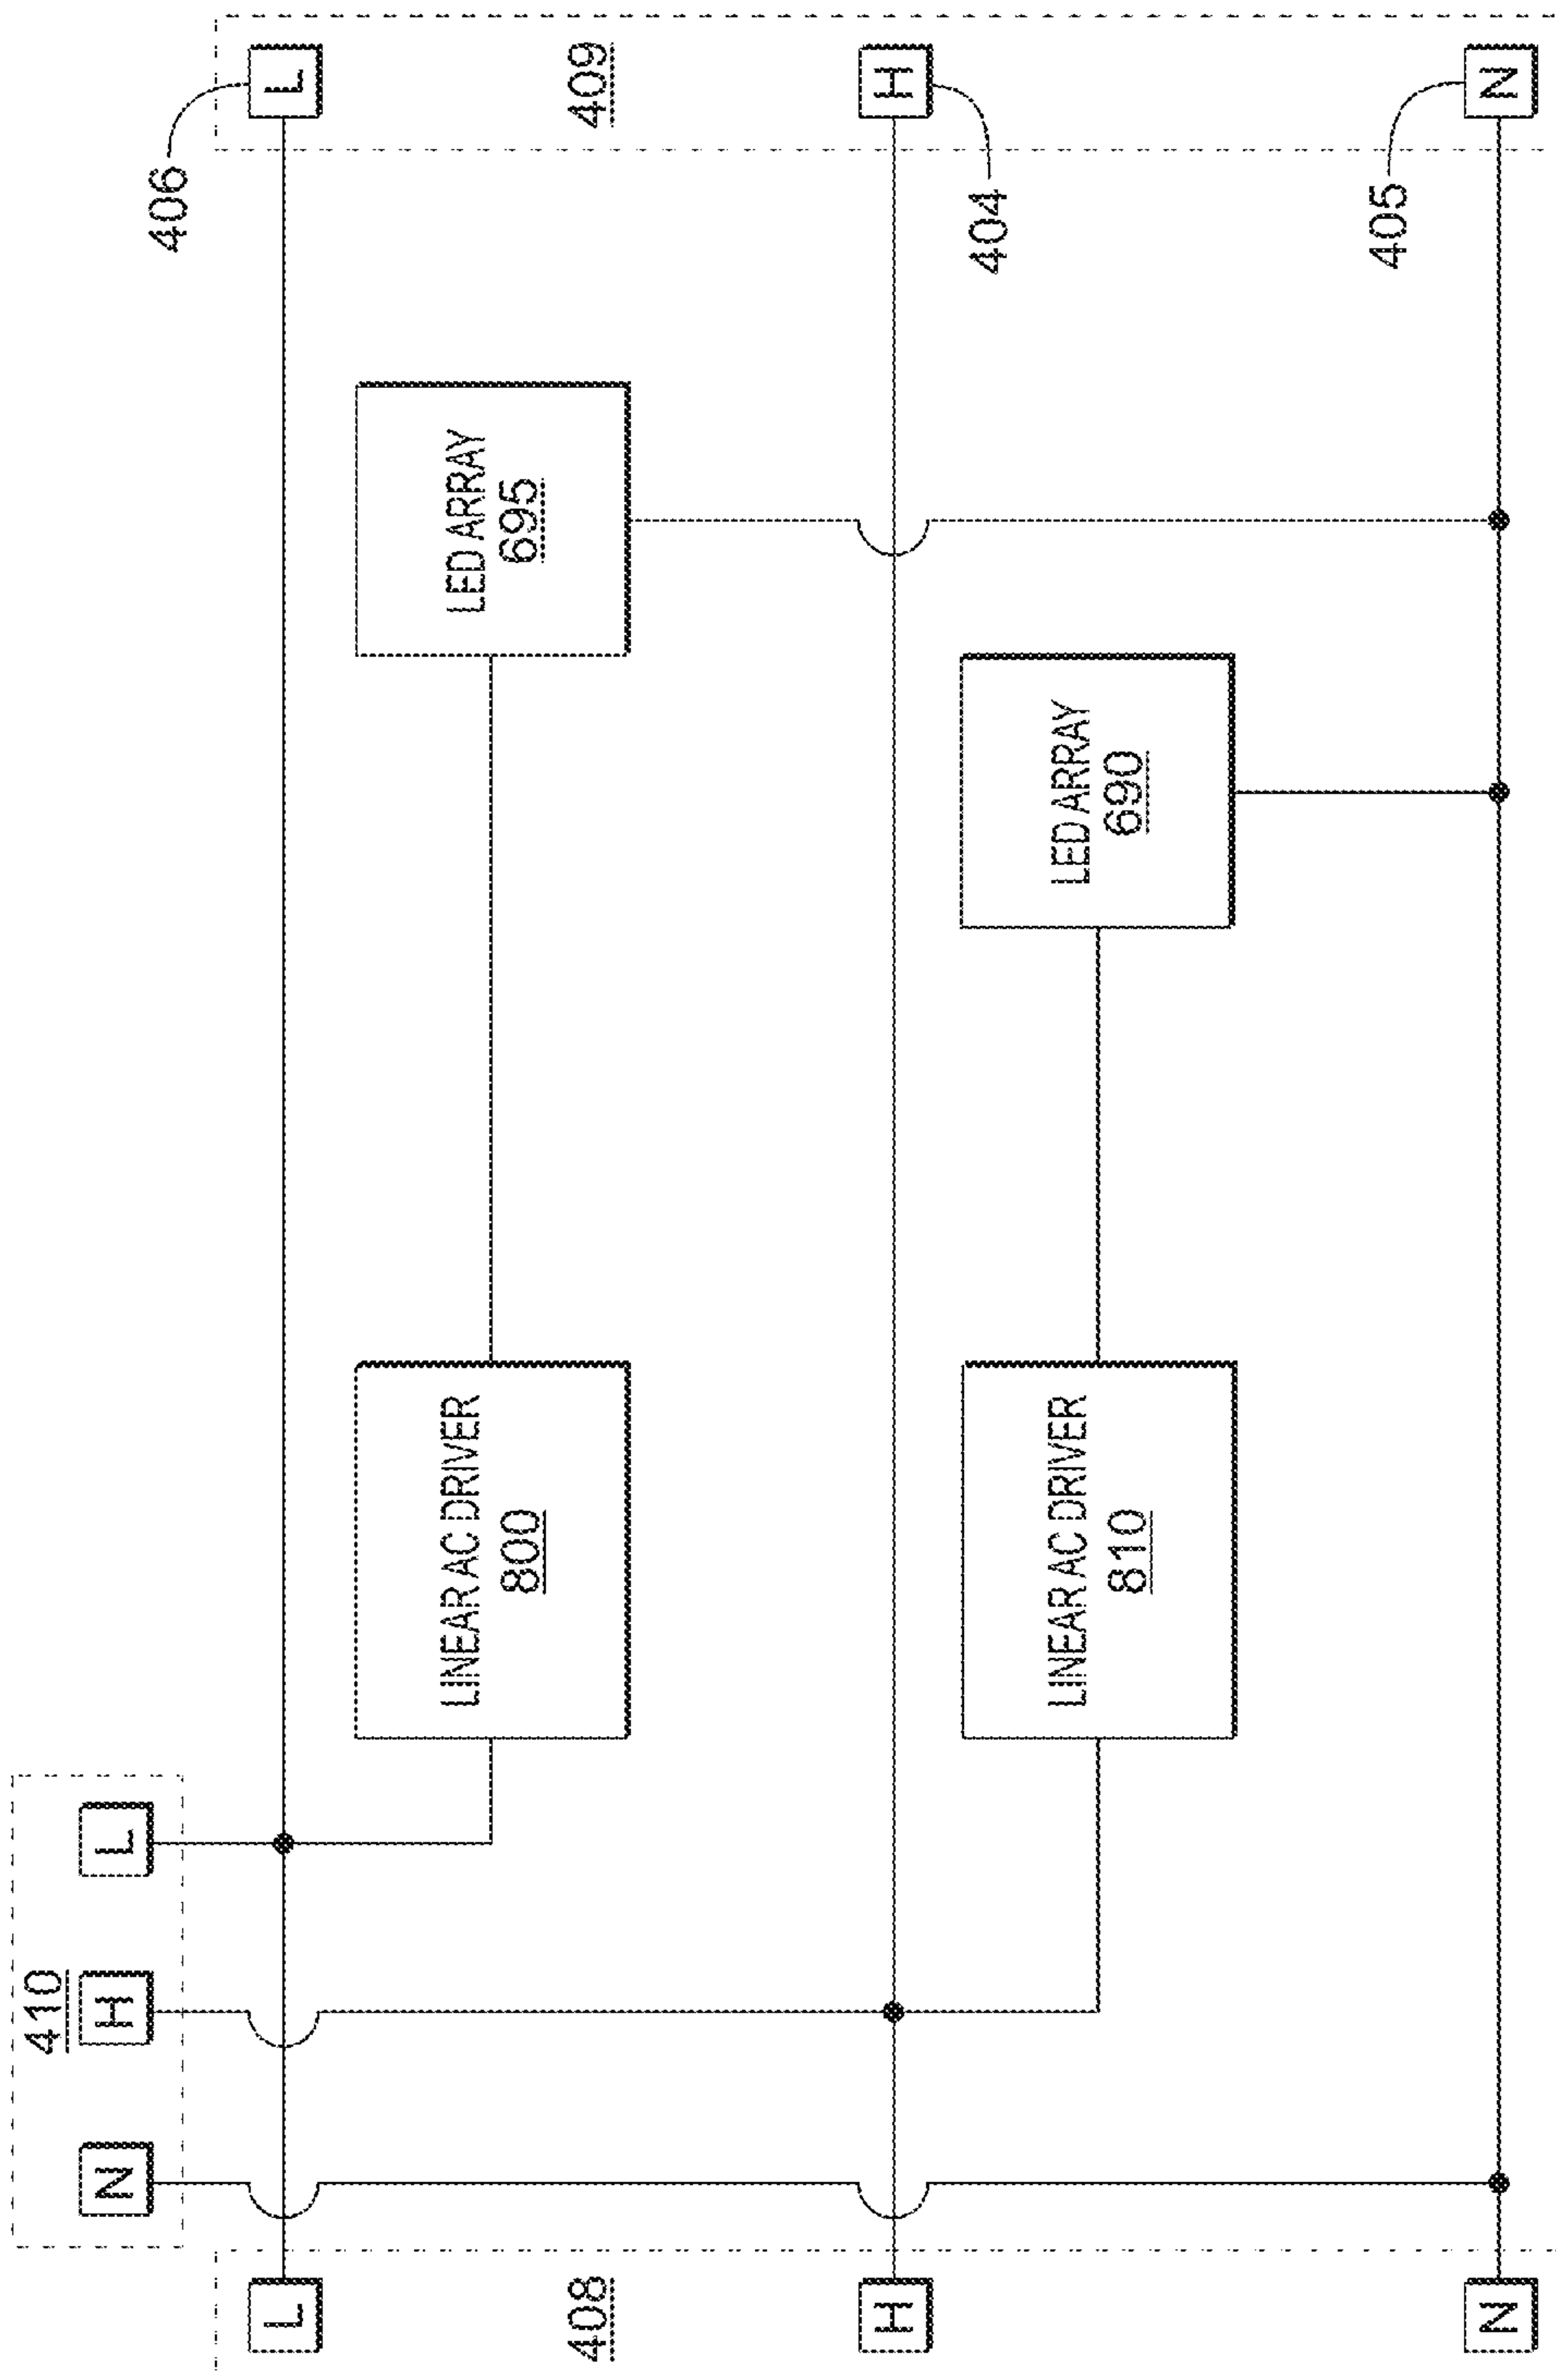 410
N
H
L
L
L
406
408
409
LINEAR AC DRIVER
800
LED ARRAY
695
H
H
404
LINEAR AC DRIVER
810
LED ARRAY
690
N
N
405